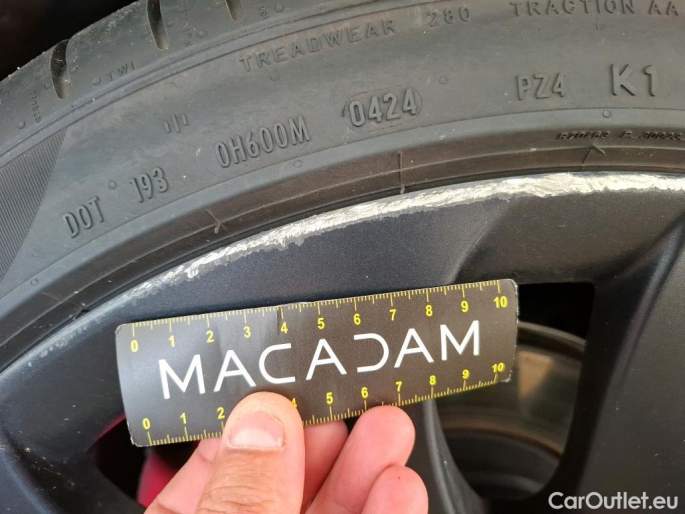 TREADWEAR 280 TRACTION AA
TWI
DOT 193 0H600M 0424 PZ4 K1
0 1 2 3 4 5 6 7 8 9 10
MACADAM
0 1 2 4 5 6 7 8 9 10
CarOutlet.eu